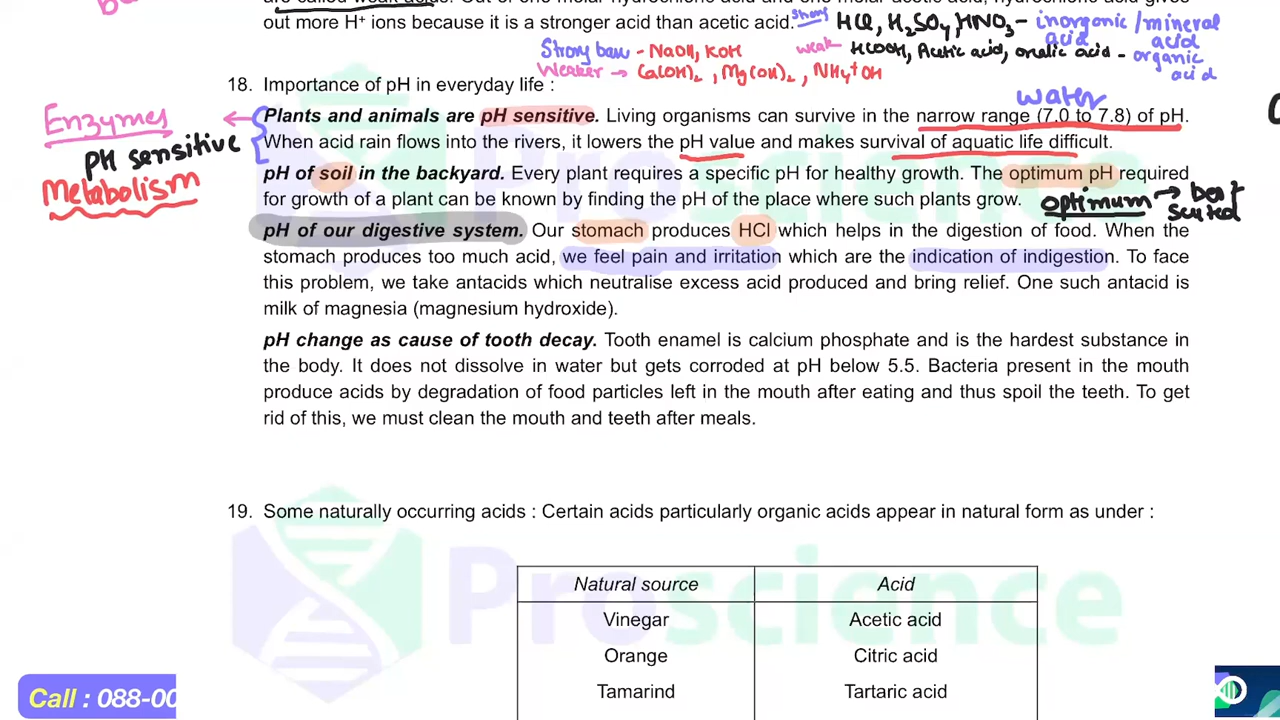 are called weak acids. Out of one molar hydrochloric acid and one molar acetic acid, hydrochloric acid gives
out more H⁺ ions because it is a stronger acid than acetic acid.
strong HCl, H₂SO₄, HNO₃ – inorganic/mineral acid acid
weak HCOOH, Acetic acid, oxalic acid – organic acid
Strong base - NaOH, KOH
Weaker → Ca(OH)₂, Mg(OH)₂, NH₄⁺OH
18. Importance of pH in everyday life :
water
Plants and animals are pH sensitive. Living organisms can survive in the narrow range (7.0 to 7.8) of pH.
When acid rain flows into the rivers, it lowers the pH value and makes survival of aquatic life difficult.
Enzymes
pH sensitive
Metabolism
pH of soil in the backyard. Every plant requires a specific pH for healthy growth. The optimum pH required
for growth of a plant can be known by finding the pH of the place where such plants grow.
optimum → best suited
pH of our digestive system. Our stomach produces HCl which helps in the digestion of food. When the
stomach produces too much acid, we feel pain and irritation which are the indication of indigestion. To face
this problem, we take antacids which neutralise excess acid produced and bring relief. One such antacid is
milk of magnesia (magnesium hydroxide).
pH change as cause of tooth decay. Tooth enamel is calcium phosphate and is the hardest substance in
the body. It does not dissolve in water but gets corroded at pH below 5.5. Bacteria present in the mouth
produce acids by degradation of food particles left in the mouth after eating and thus spoil the teeth. To get
rid of this, we must clean the mouth and teeth after meals.
19. Some naturally occurring acids : Certain acids particularly organic acids appear in natural form as under :
Natural source Acid
Vinegar Acetic acid
Orange Citric acid
Tamarind Tartaric acid
Proscience
Call : 088-00